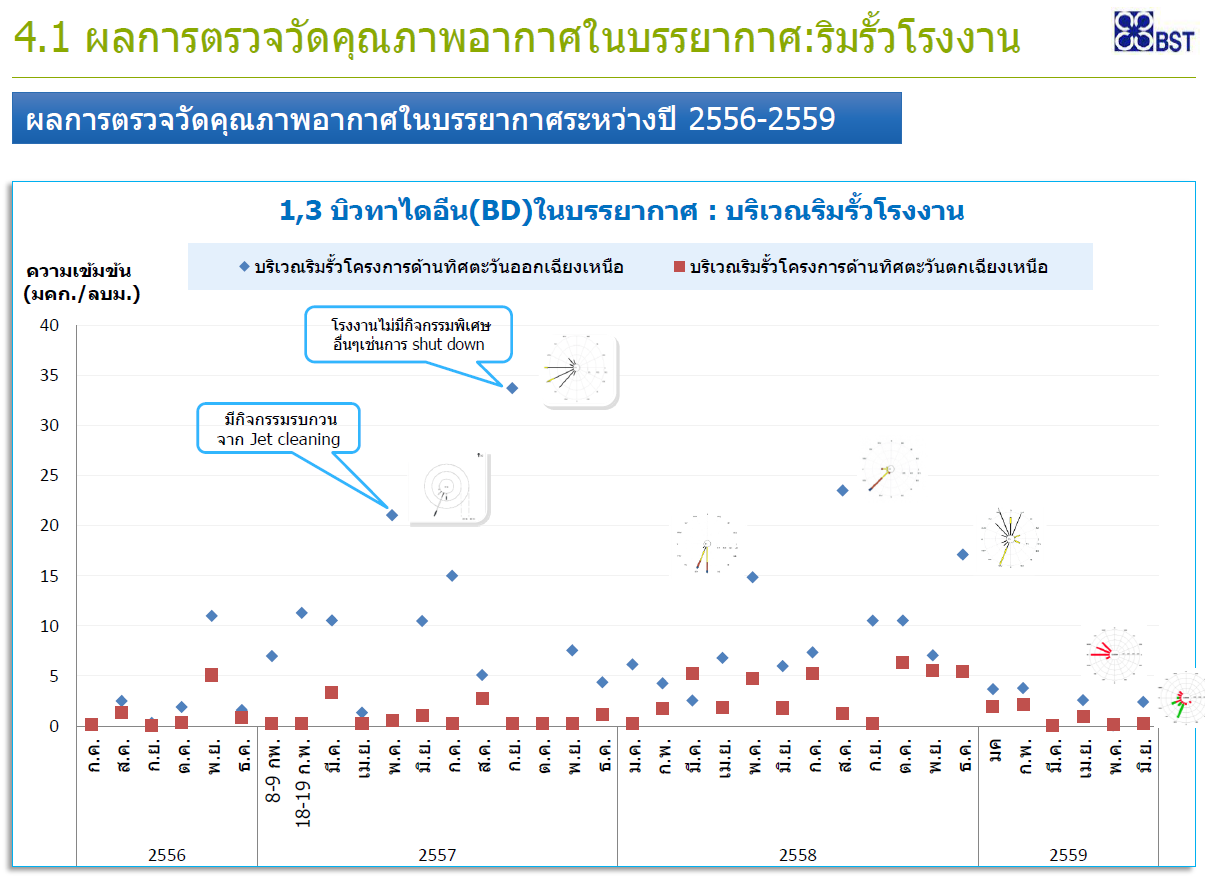 4.1 ผลการตรวจวัดคุณภาพอากาศในบรรยากาศ:ริมรั้วโรงงาน
BST
ผลการตรวจวัดคุณภาพอากาศในบรรยากาศระหว่างปี 2556-2559
1,3 บิวทาไดอีน(BD)ในบรรยากาศ : บริเวณริมรั้วโรงงาน
ความเข้มข้น
(มคก./ลบม.)
บริเวณริมรั้วโครงการด้านทิศตะวันออกเฉียงเหนือ
บริเวณริมรั้วโครงการด้านทิศตะวันตกเฉียงเหนือ
โรงงานไม่มีกิจกรรมพิเศษ
อื่นๆเช่นการ shut down
มีกิจกรรมรบกวน
จาก Jet cleaning
40
35
30
25
20
15
10
5
0
ก.ค.
ส.ค.
ก.ย.
ต.ค.
พ.ย.
ธ.ค.
8-9 กพ.
18-19 ก.พ.
มี.ค.
เม.ย.
พ.ค.
มิ.ย.
ก.ค.
ส.ค.
ก.ย.
ต.ค.
พ.ย.
ธ.ค.
ม.ค.
ก.พ.
มี.ค.
เม.ย.
พ.ค.
มิ.ย.
ก.ค.
ส.ค.
ก.ย.
ต.ค.
พ.ย.
ธ.ค.
มค
ก.พ.
มี.ค.
เม.ย.
พ.ค.
มิ.ย.
2556
2557
2558
2559